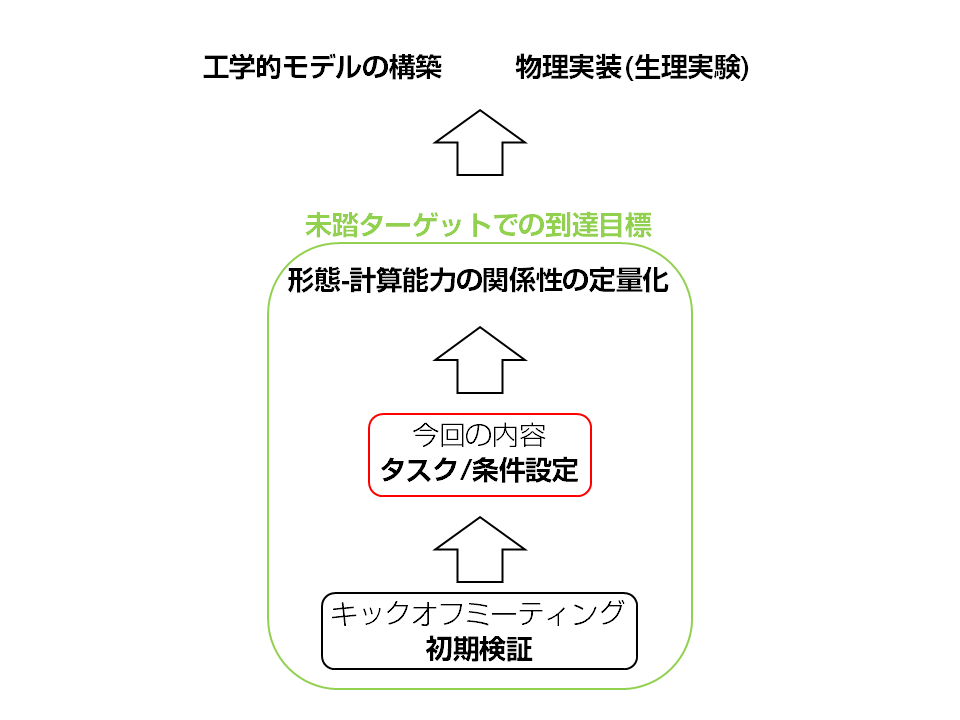 工学的モデルの構築 物理実装(生理実験)
未踏ターゲットでの到達目標
形態-計算能力の関係性の定量化
今回の内容
タスク/条件設定
キックオフミーティング
初期検証